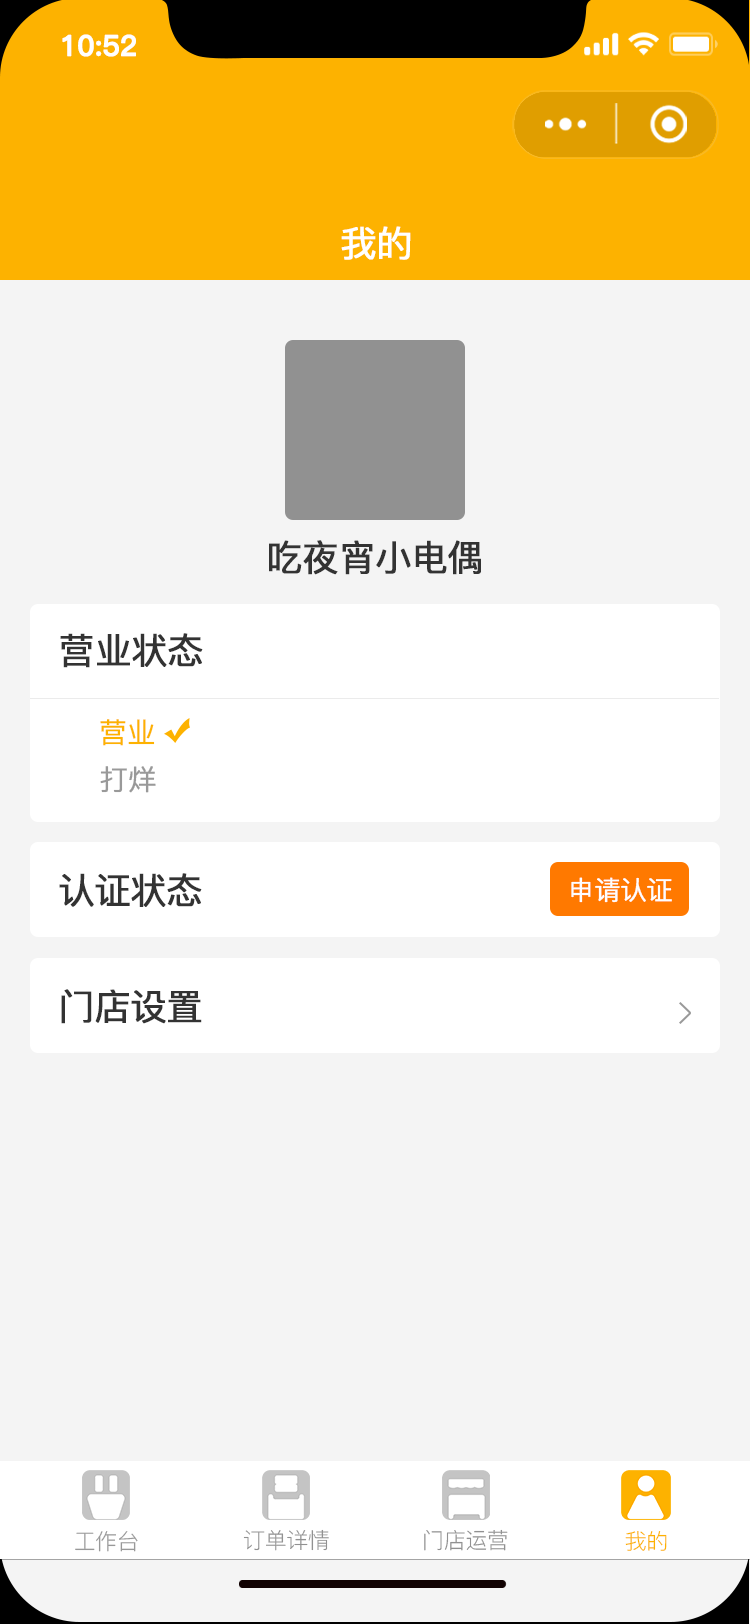 10:52
我的
吃夜宵小电偶
营业状态
营业
打烊
认证状态
申请认证
门店设置
工作台
订单详情
门店运营
我的